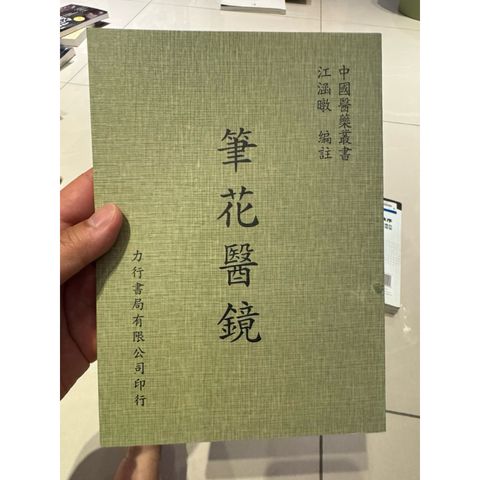 中國醫藥叢書
江涵暾 編註
筆花醫鏡
力行書局有限公司印行